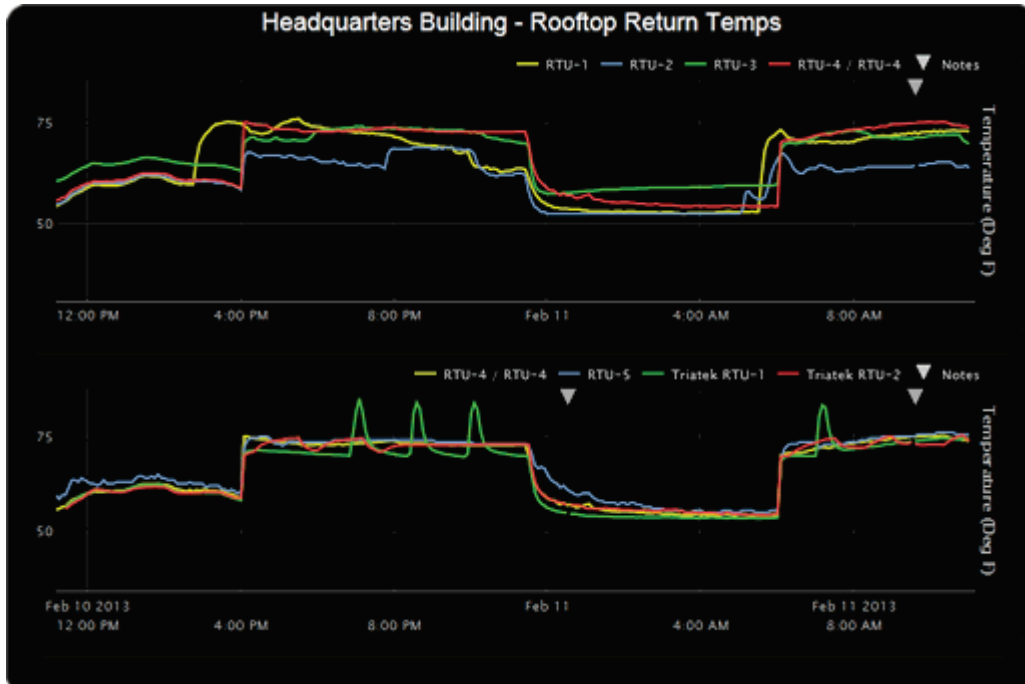 Headquarters Building - Rooftop Return Temps
RTU-1 RTU-2 RTU-3 RTU-4 / RTU-4 Notes
75
50
Temperature (Deg F)
12:00 PM 4:00 PM 8:00 PM Feb 11 4:00 AM 8:00 AM
RTU-4 / RTU-4 RTU-5 Triatek RTU-1 Triatek RTU-2 Notes
75
50
Temperature (Deg F)
Feb 10 2013 Feb 11 Feb 11 2013
12:00 PM 4:00 PM 8:00 PM 4:00 AM 8:00 AM